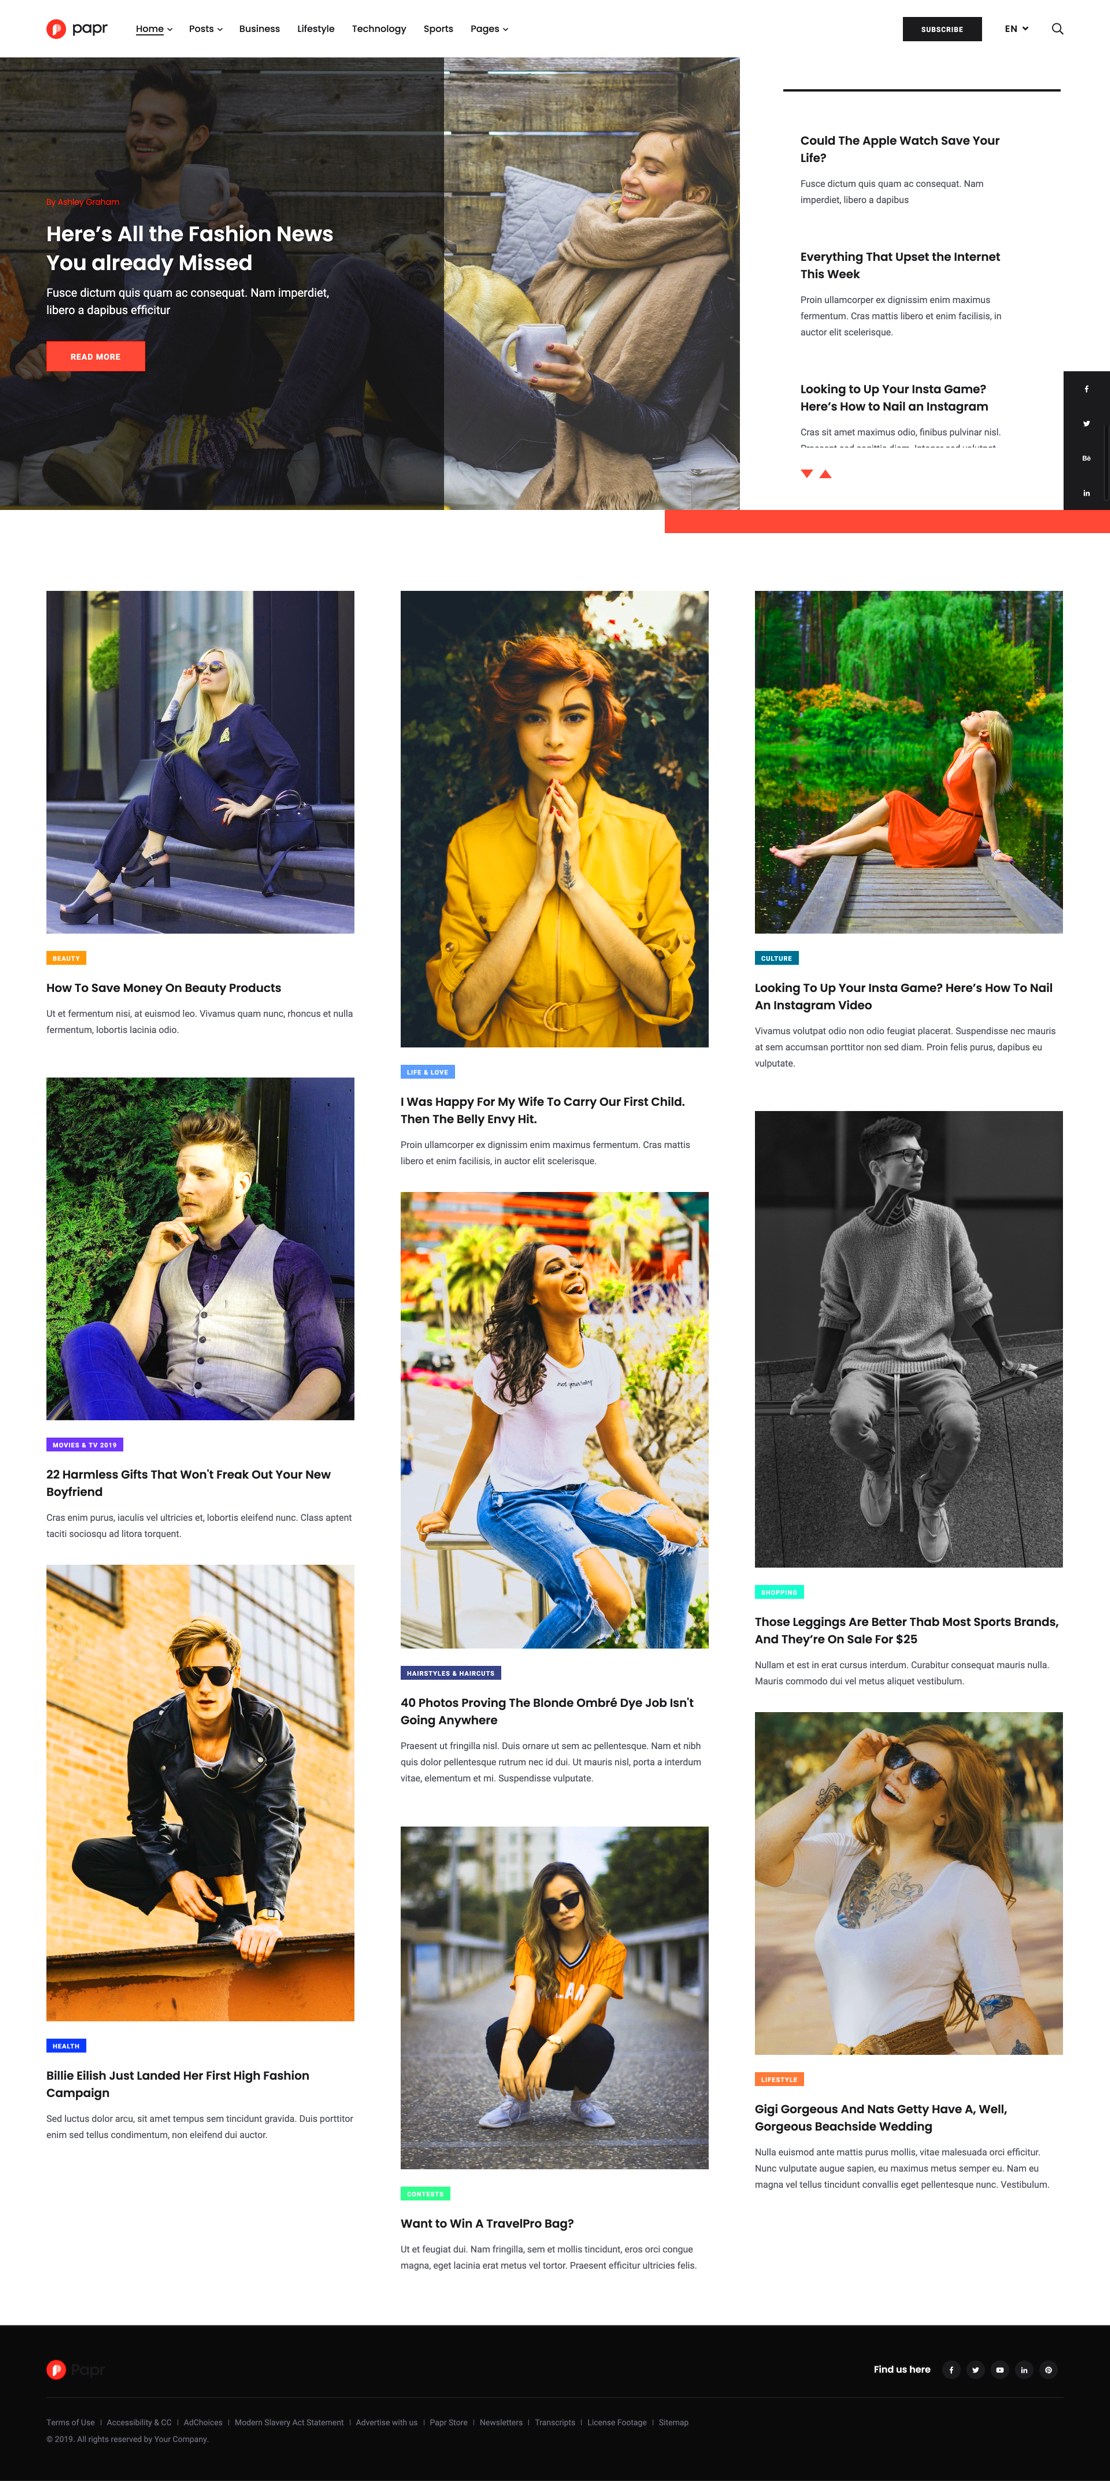 papr
Home
Posts
Business
Lifestyle
Technology
Sports
Pages
SUBSCRIBE
EN
By Ashley Graham
Here’s All the Fashion News
You already Missed
Fusce dictum quis quam ac consequat. Nam imperdiet,
libero a dapibus efficitur
READ MORE
Could The Apple Watch Save Your
Life?
Fusce dictum quis quam ac consequat. Nam
imperdiet, libero a dapibus
Everything That Upset the Internet
This Week
Proin ullamcorper ex dignissim enim maximus
fermentum. Cras mattis libero et enim facilisis, in
auctor elit scelerisque.
Looking to Up Your Insta Game?
Here’s How to Nail an Instagram
Cras sit amet maximus odio, finibus pulvinar nisl.
BEAUTY
How To Save Money On Beauty Products
Ut et fermentum nisi, at euismod leo. Vivamus quam nunc, rhoncus et nulla
fermentum, lobortis lacinia odio.
MOVIES & TV 2019
22 Harmless Gifts That Won't Freak Out Your New
Boyfriend
Cras enim purus, iaculis vel ultricies et, lobortis eleifend nunc. Class aptent
taciti sociosqu ad litora torquent.
HEALTH
Billie Eilish Just Landed Her First High Fashion
Campaign
Sed luctus dolor arcu, sit amet tempus sem tincidunt gravida. Duis porttitor
enim sed tellus condimentum, non eleifend dui auctor.
LIFE & LOVE
I Was Happy For My Wife To Carry Our First Child.
Then The Belly Envy Hit.
Proin ullamcorper ex dignissim enim maximus fermentum. Cras mattis
libero et enim facilisis, in auctor elit scelerisque.
not your baby
HAIRSTYLES & HAIRCUTS
40 Photos Proving The Blonde Ombré Dye Job Isn't
Going Anywhere
Praesent ut fringilla nisl. Duis ornare ut sem ac pellentesque. Nam et nibh
quis dolor pellentesque rutrum nec id dui. Ut mauris nisl, porta a interdum
vitae, elementum et mi. Suspendisse vulputate.
CONTESTS
Want to Win A TravelPro Bag?
Ut et feugiat dui. Nam fringilla, sem et mollis tincidunt, eros orci congue
magna, eget lacinia erat metus vel tortor. Praesent efficitur ultricies felis.
CULTURE
Looking To Up Your Insta Game? Here’s How To Nail
An Instagram Video
Vivamus volutpat odio non odio feugiat placerat. Suspendisse nec mauris
at sem accumsan porttitor non sed diam. Proin felis purus, dapibus eu
vulputate.
SHOPPING
Those Leggings Are Better Thab Most Sports Brands,
And They’re On Sale For $25
Nullam et est in erat cursus interdum. Curabitur consequat mauris nulla.
Mauris commodo dui vel metus aliquet vestibulum.
LIFESTYLE
Gigi Gorgeous And Nats Getty Have A, Well,
Gorgeous Beachside Wedding
Nulla euismod ante mattis purus mollis, vitae malesuada orci efficitur.
Nunc vulputate augue sapien, eu maximus metus semper eu. Nam eu
magna vel tellus tincidunt convallis eget pellentesque nunc. Vestibulum.
Papr
Find us here
Terms of Use | Accessibility & CC | AdChoices | Modern Slavery Act Statement | Advertise with us | Papr Store | Newsletters | Transcripts | License Footage | Sitemap
© 2019. All rights reserved by Your Company.